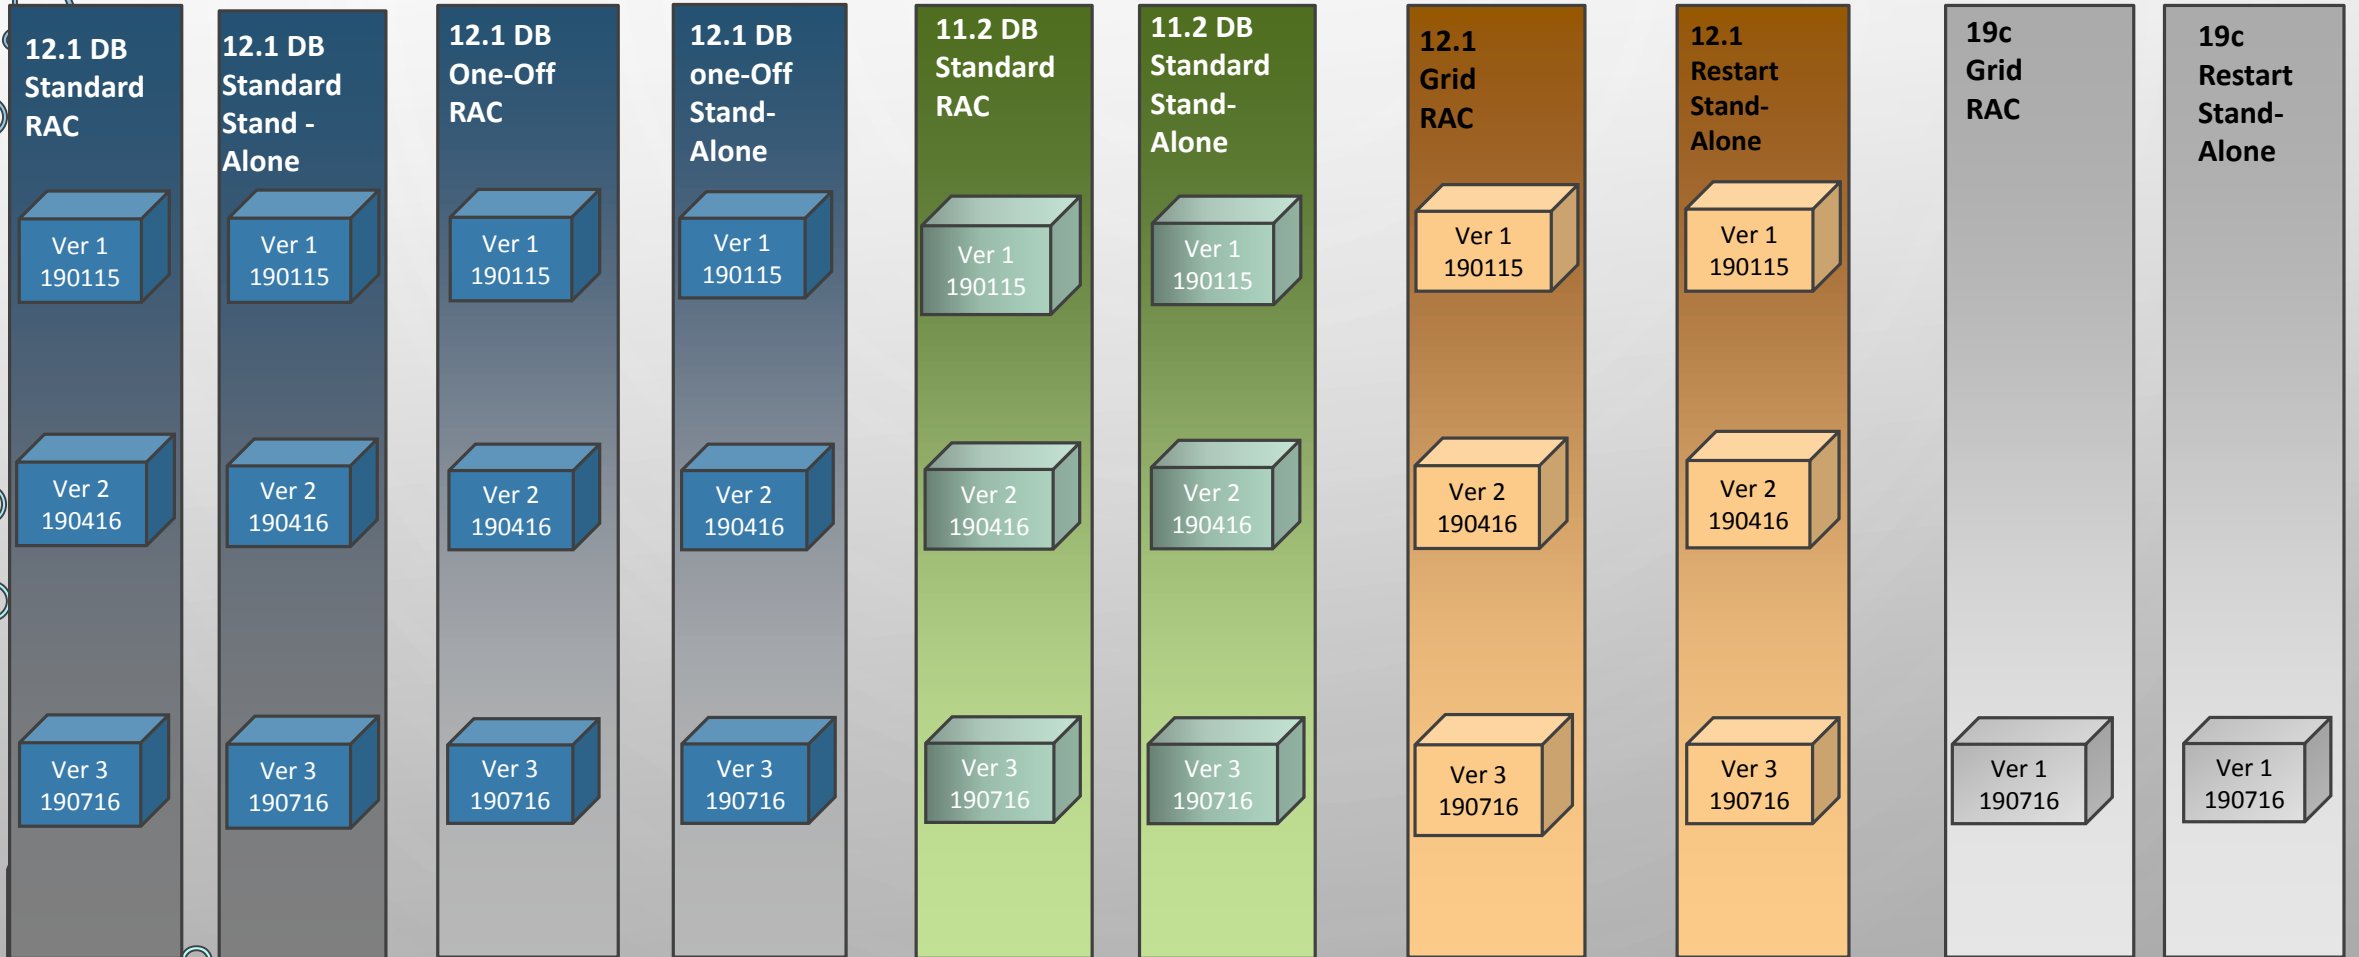 12.1 DB
Standard
RAC
Ver 1
190115
Ver 2
190416
Ver 3
190716
12.1 DB
Standard
Stand -
Alone
Ver 1
190115
Ver 2
190416
Ver 3
190716
12.1 DB
One-Off
RAC
Ver 1
190115
Ver 2
190416
Ver 3
190716
12.1 DB
one-Off
Stand-
Alone
Ver 1
190115
Ver 2
190416
Ver 3
190716
11.2 DB
Standard
RAC
Ver 1
190115
Ver 2
190416
Ver 3
190716
11.2 DB
Standard
Stand-
Alone
Ver 1
190115
Ver 2
190416
Ver 3
190716
12.1
Grid
RAC
Ver 1
190115
Ver 2
190416
Ver 3
190716
12.1
Restart
Stand-
Alone
Ver 1
190115
Ver 2
190416
Ver 3
190716
19c
Grid
RAC
Ver 1
190716
19c
Restart
Stand-
Alone
Ver 1
190716